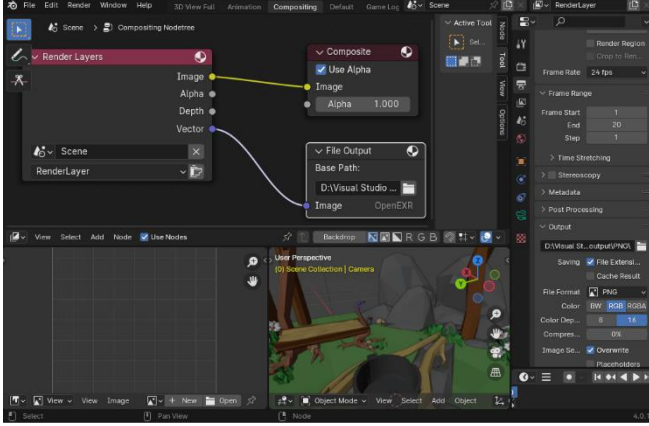 File Edit Render Window Help 3D View Full Animation Compositing Default Game Log Scene RenderLayer
Scene > Compositing Nodetree
Active Tool
Sel...
Node
Tool
View
Options
Render Layers
Image
Alpha
Depth
Vector
Scene
RenderLayer
Composite
Use Alpha
Image
Alpha 1.000
File Output
Base Path:
D:\Visual Studio ...
Image OpenEXR
View Select Add Node Use Nodes Backdrop R G B
User Perspective
(0) Scene Collection | Camera
View View Image New Open
Object Mode View Select Add Object
Select Pan View Node 4.0.
Render Region
Crop to Ren...
Frame Rate 24 fps
Frame Range
Frame Start 1
End 20
Step 1
Time Stretching
Stereoscopy
Metadata
Post Processing
Output
D:\Visual St...output\PNG\
Saving File Extensi...
Cache Result
File Format PNG
Color BW RGB RGBA
Color Dep... 8 16
Compres... 0%
Image Se... Overwrite
Placeholders